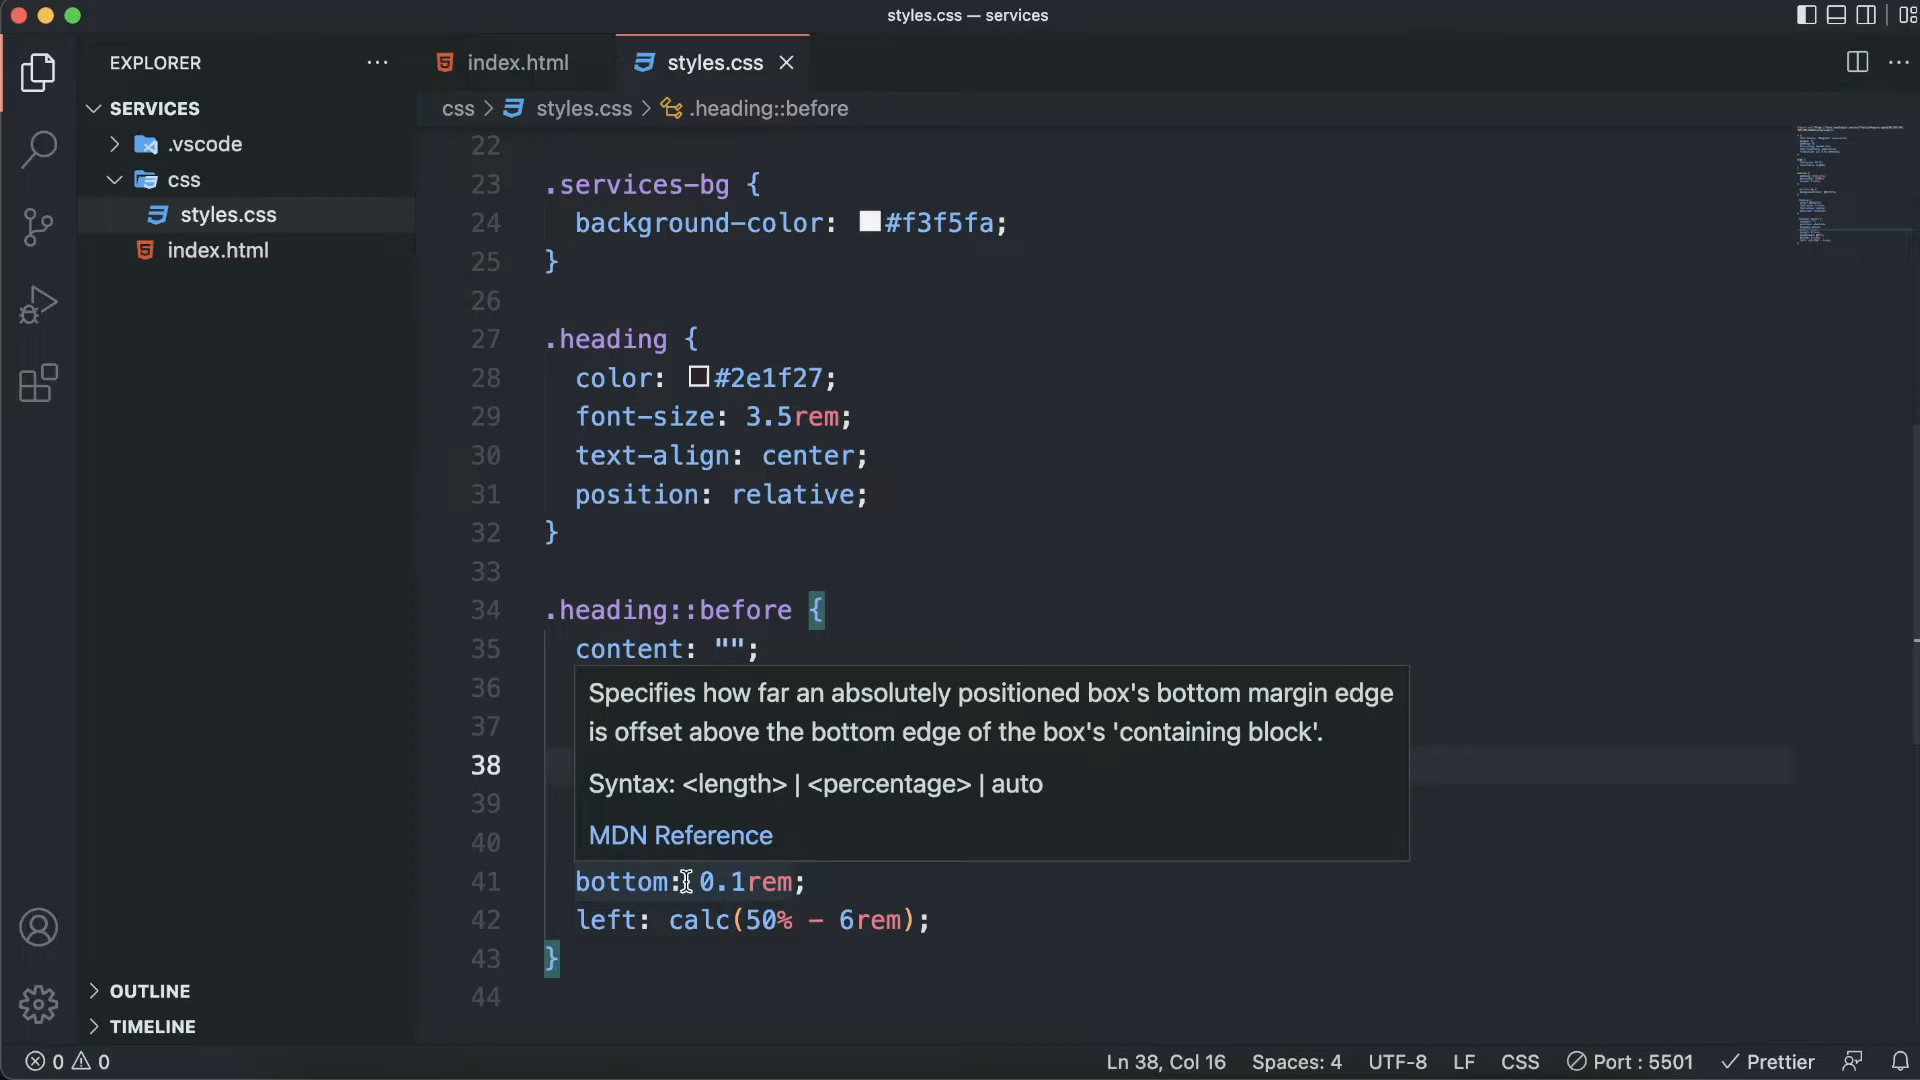 styles.css — services
EXPLORER
index.html
styles.css
SERVICES
css > styles.css > .heading::before
.vscode
css
styles.css
index.html
22
23 .services-bg {
24 background-color: #f3f5fa;
25 }
26
27 .heading {
28 color: #2e1f27;
29 font-size: 3.5rem;
30 text-align: center;
31 position: relative;
32 }
33
34 .heading::before {
35 content: "";
36
37
38
39
40
Specifies how far an absolutely positioned box's bottom margin edge
is offset above the bottom edge of the box's 'containing block'.
Syntax: <length> | <percentage> | auto
MDN Reference
41 bottom: 0.1rem;
42 left: calc(50% - 6rem);
43 }
44
OUTLINE
TIMELINE
0 0
Ln 38, Col 16 Spaces: 4 UTF-8 LF CSS Port : 5501 Prettier